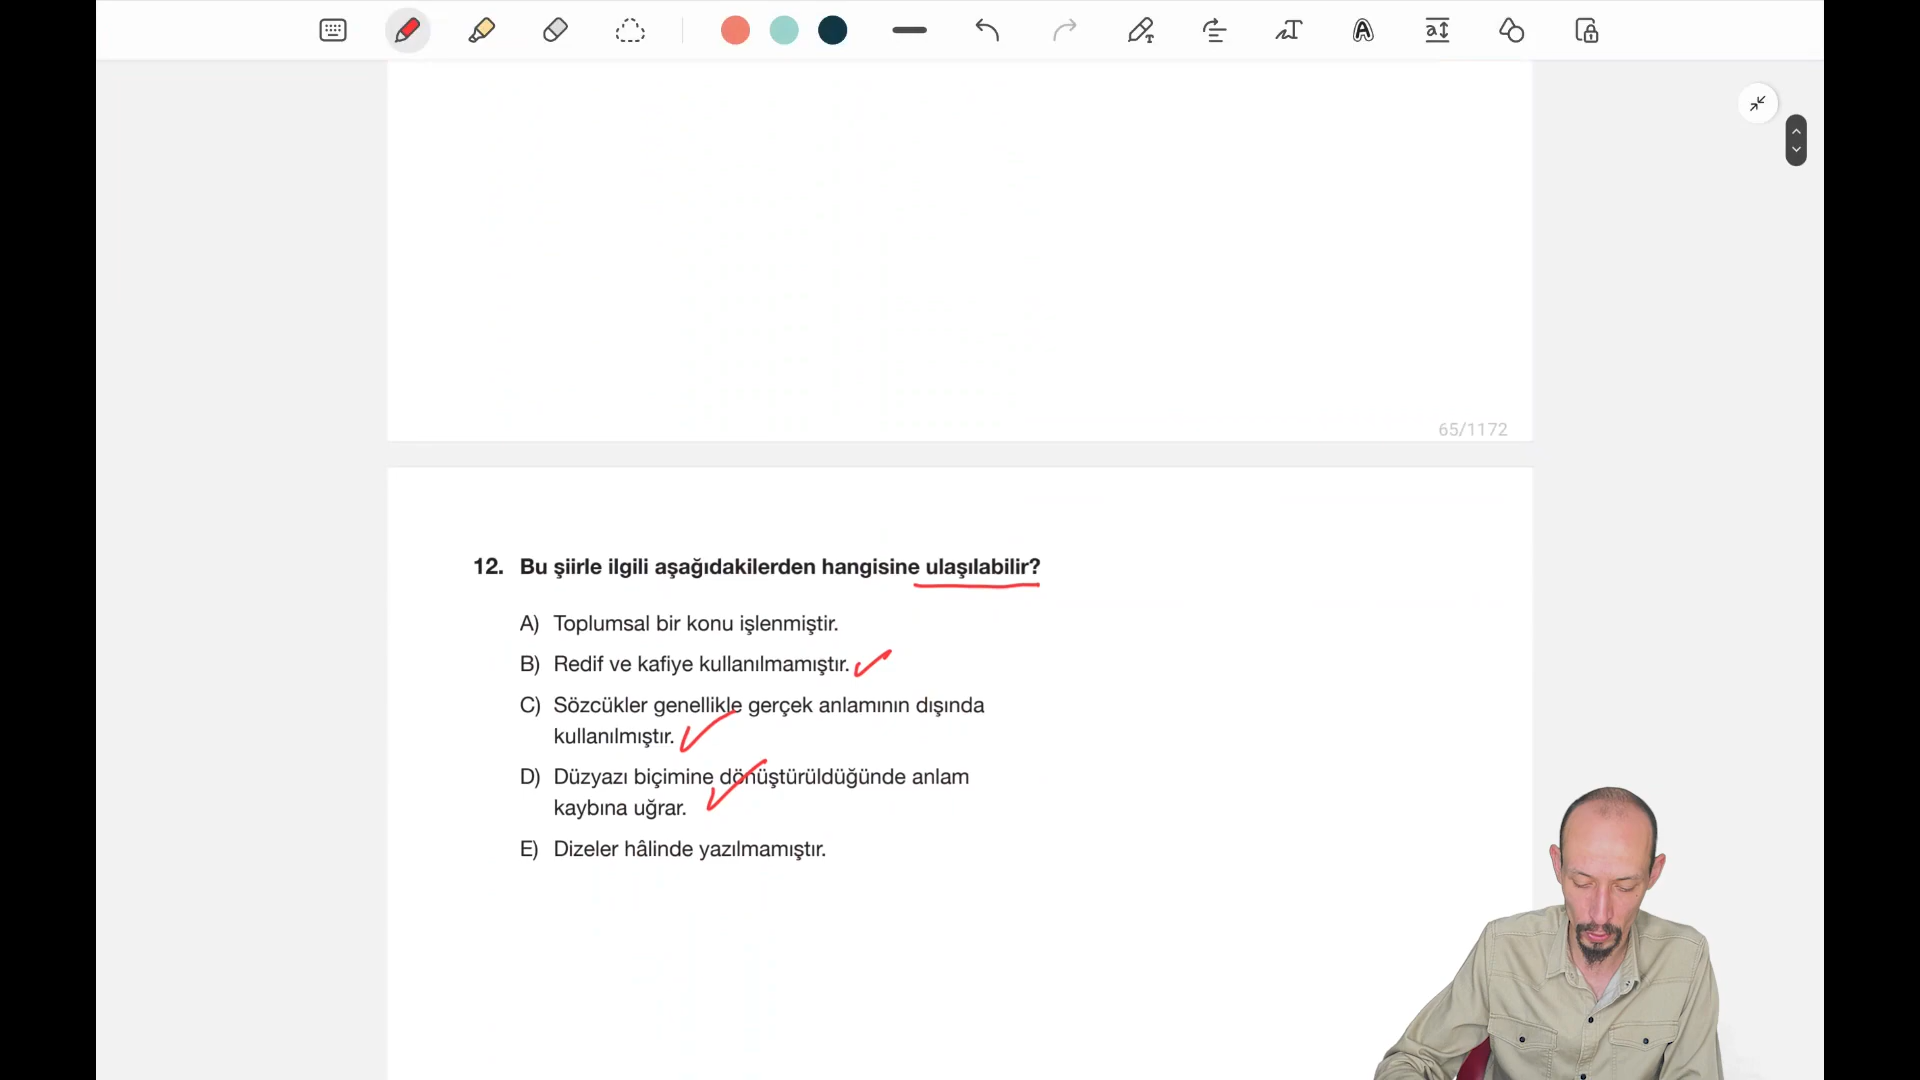 65/1172
12. Bu şiirle ilgili aşağıdakilerden hangisine ulaşılabilir?
A) Toplumsal bir konu işlenmiştir.
B) Redif ve kafiye kullanılmamıştır.
C) Sözcükler genellikle gerçek anlamının dışında
kullanılmıştır.
D) Düzyazı biçimine dönüştürüldüğünde anlam
kaybına uğrar.
E) Dizeler hâlinde yazılmamıştır.